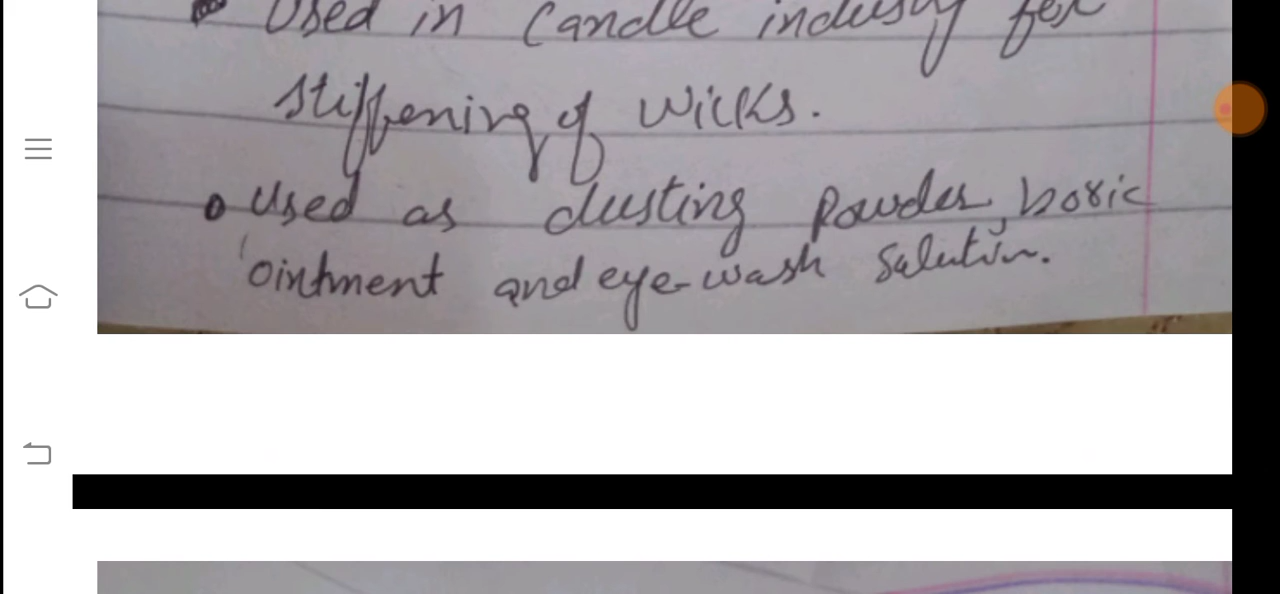 Used in Candle industry for
stiffening of wicks.
Used as dusting Powder, boric
ointment and eye-wash Solution.